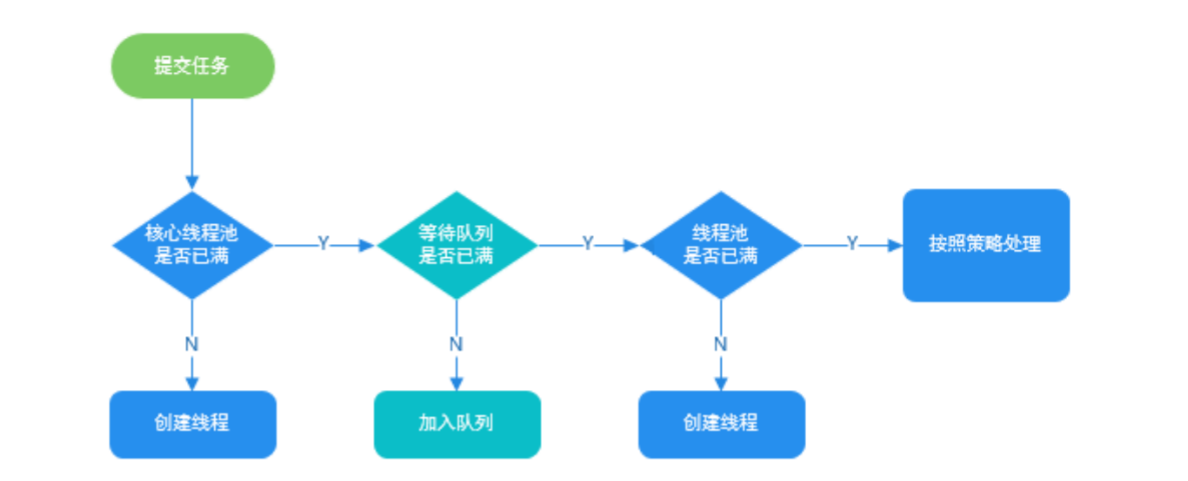 提交任务
核心线程池
是否已满
Y
等待队列
是否已满
Y
线程池
是否已满
Y
按照策略处理
N
N
N
创建线程
加入队列
创建线程